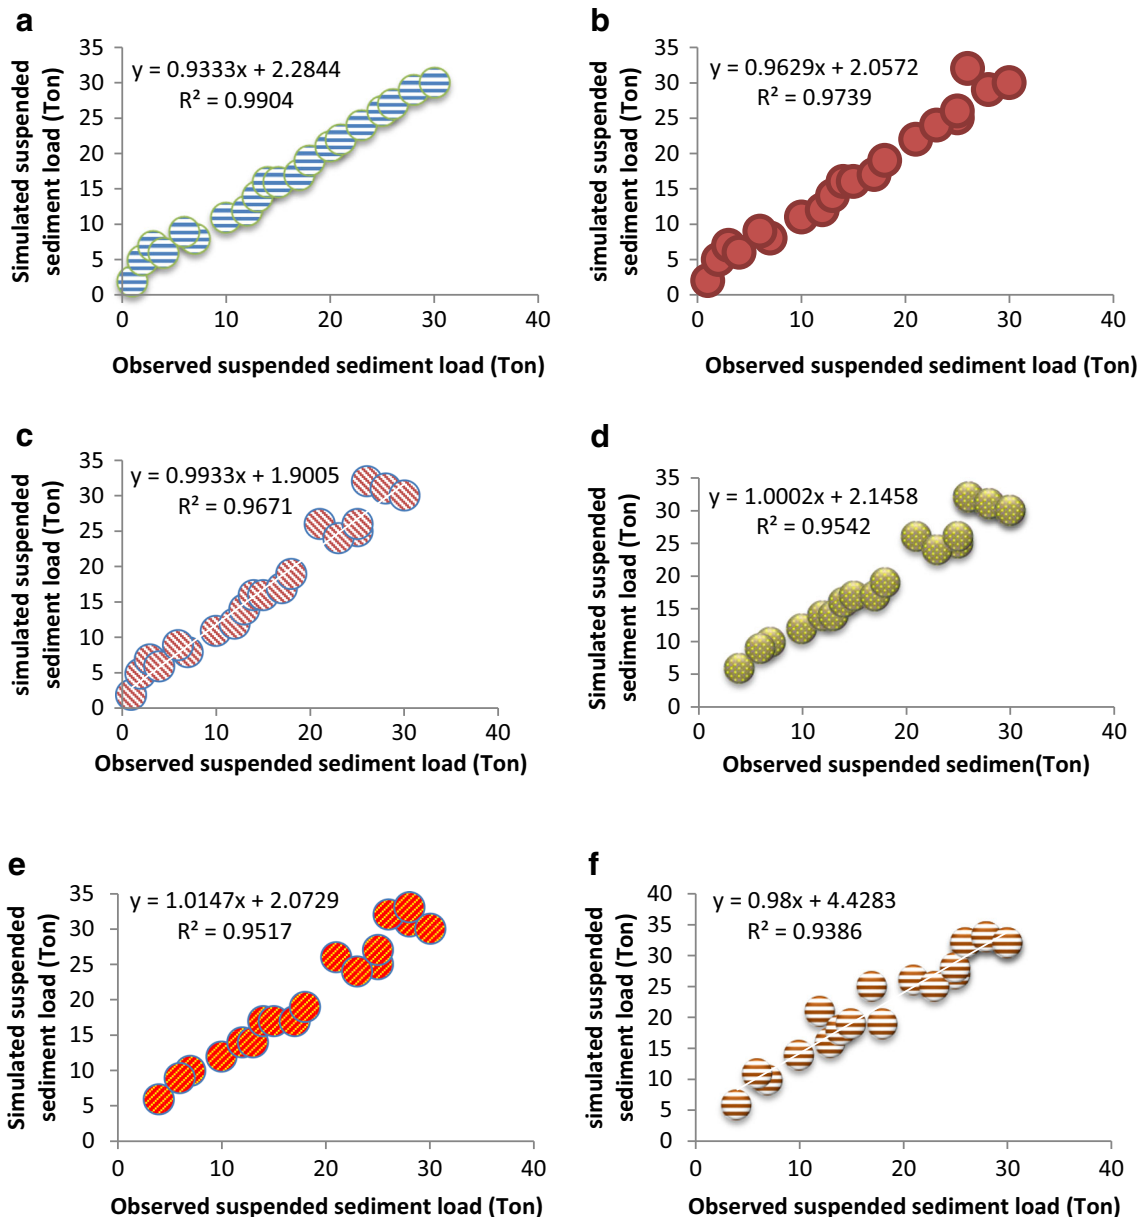 a
Simulated suspended
sediment load (Ton)
35
30
25
20
15
10
5
0
y = 0.9333x + 2.2844
R² = 0.9904
0 10 20 30 40
Observed suspended sediment load (Ton)
b
simulated suspended
sediment load (Ton)
35
30
25
20
15
10
5
0
y = 0.9629x + 2.0572
R² = 0.9739
0 10 20 30 40
Observed suspended sediment load (Ton)
c
simulated suspended
sediment load (Ton)
35
30
25
20
15
10
5
0
y = 0.9933x + 1.9005
R² = 0.9671
0 10 20 30 40
Observed suspended sediment load (Ton)
d
Simulated suspended
sediment load (Ton)
35
30
25
20
15
10
5
0
y = 1.0002x + 2.1458
R² = 0.9542
0 10 20 30 40
Observed suspended sedimen(Ton)
e
Simulated suspended
sediment load (Ton)
35
30
25
20
15
10
5
0
y = 1.0147x + 2.0729
R² = 0.9517
0 10 20 30 40
Observed suspended sediment load (Ton)
f
simulated suspended
sediment load (Ton)
40
35
30
25
20
15
10
5
0
y = 0.98x + 4.4283
R² = 0.9386
0 10 20 30 40
Observed suspended sediment load (Ton)